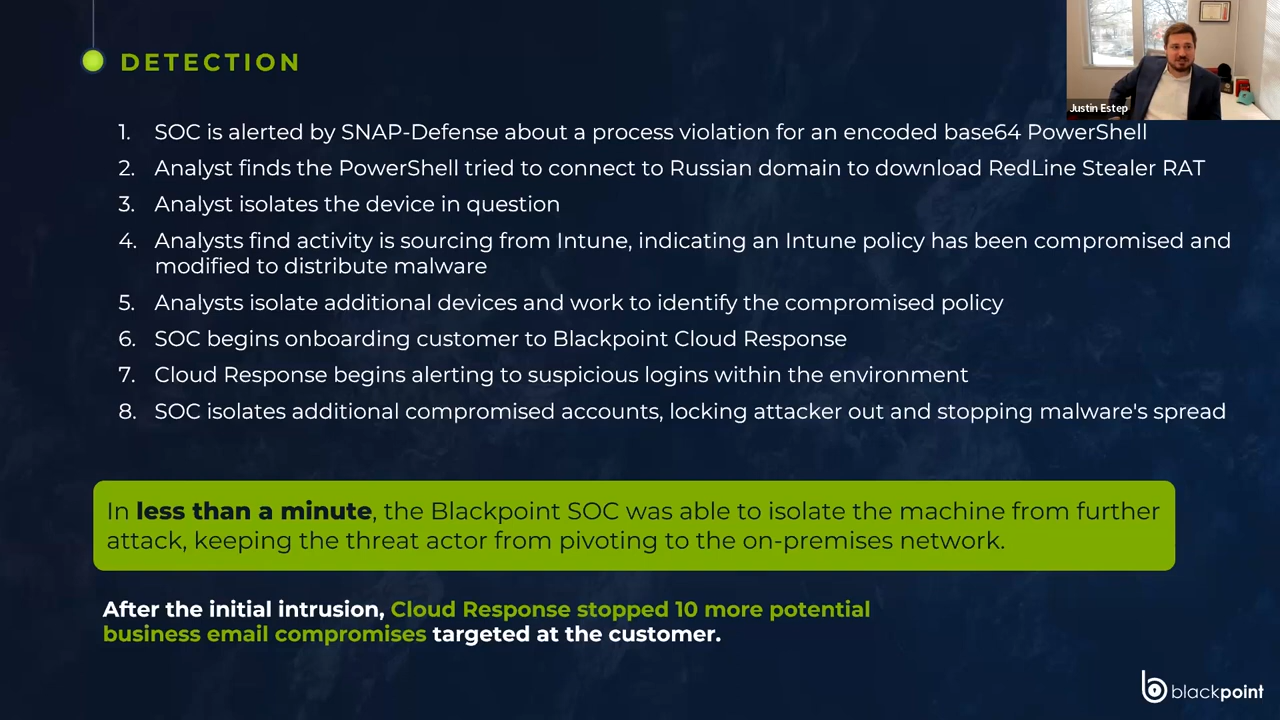 DETECTION
Justin Estep
1. SOC is alerted by SNAP-Defense about a process violation for an encoded base64 PowerShell
2. Analyst finds the PowerShell tried to connect to Russian domain to download RedLine Stealer RAT
3. Analyst isolates the device in question
4. Analysts find activity is sourcing from Intune, indicating an Intune policy has been compromised and
modified to distribute malware
5. Analysts isolate additional devices and work to identify the compromised policy
6. SOC begins onboarding customer to Blackpoint Cloud Response
7. Cloud Response begins alerting to suspicious logins within the environment
8. SOC isolates additional compromised accounts, locking attacker out and stopping malware's spread
In less than a minute, the Blackpoint SOC was able to isolate the machine from further
attack, keeping the threat actor from pivoting to the on-premises network.
After the initial intrusion, Cloud Response stopped 10 more potential
business email compromises targeted at the customer.
blackpoint